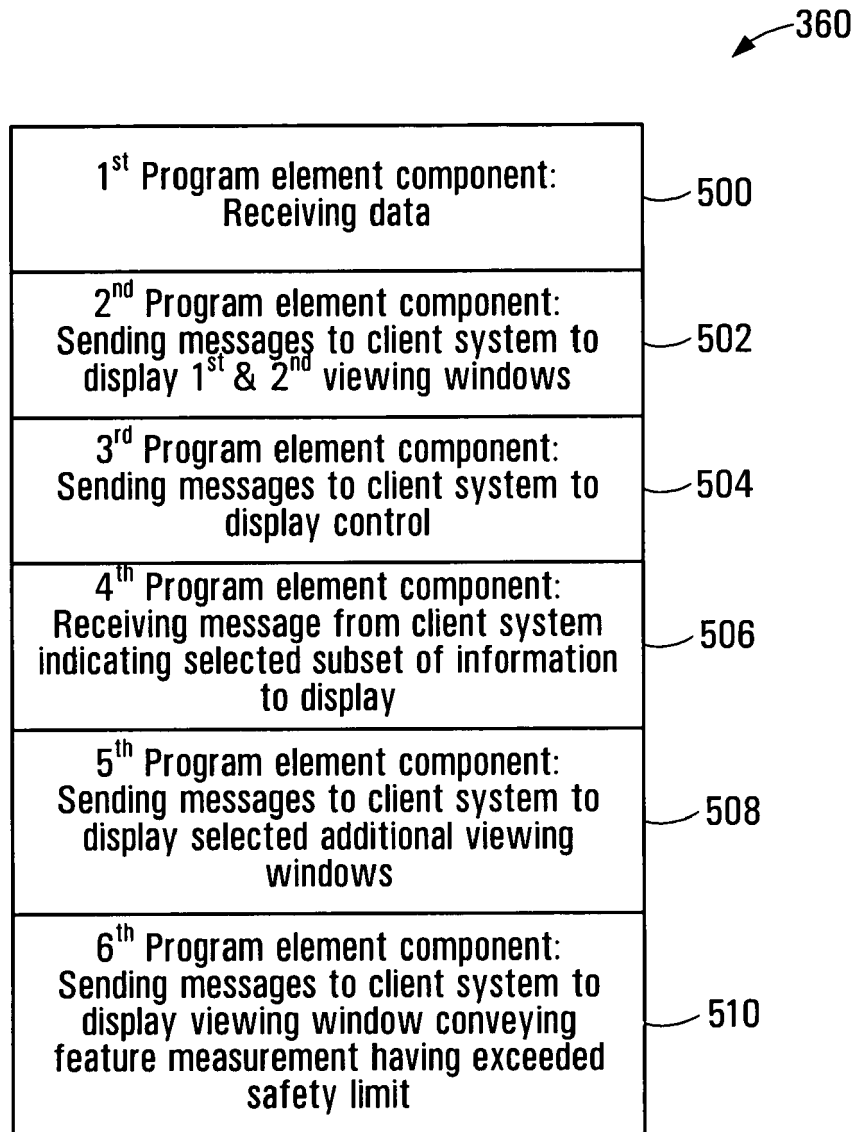 360
1st Program element component:
Receiving data
500
2nd Program element component:
Sending messages to client system to
display 1st & 2nd viewing windows
502
3rd Program element component:
Sending messages to client system to
display control
504
4th Program element component:
Receiving message from client system
indicating selected subset of information
to display
506
5th Program element component:
Sending messages to client system to
display selected additional viewing
windows
508
6th Program element component:
Sending messages to client system to
display viewing window conveying
feature measurement having exceeded
safety limit
510